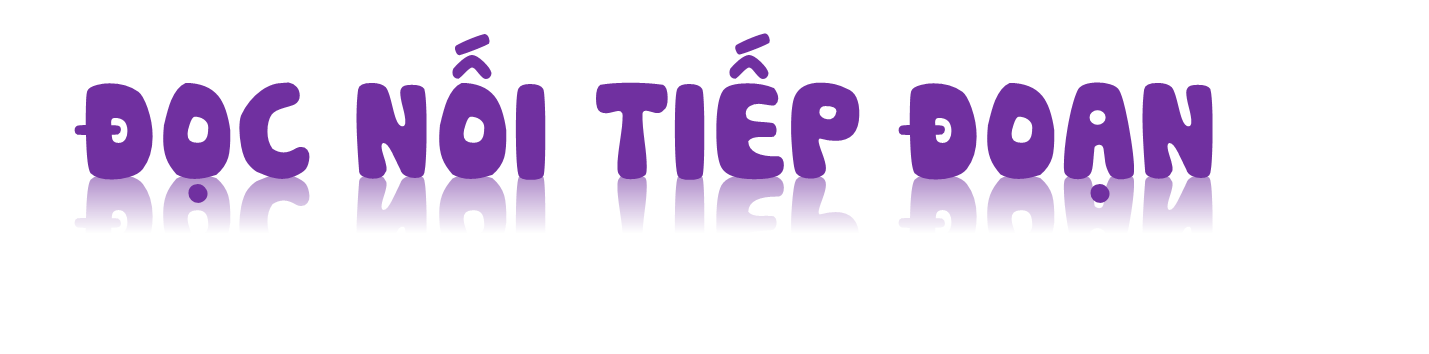 ĐỌC NỐI TIẾP ĐOẠN